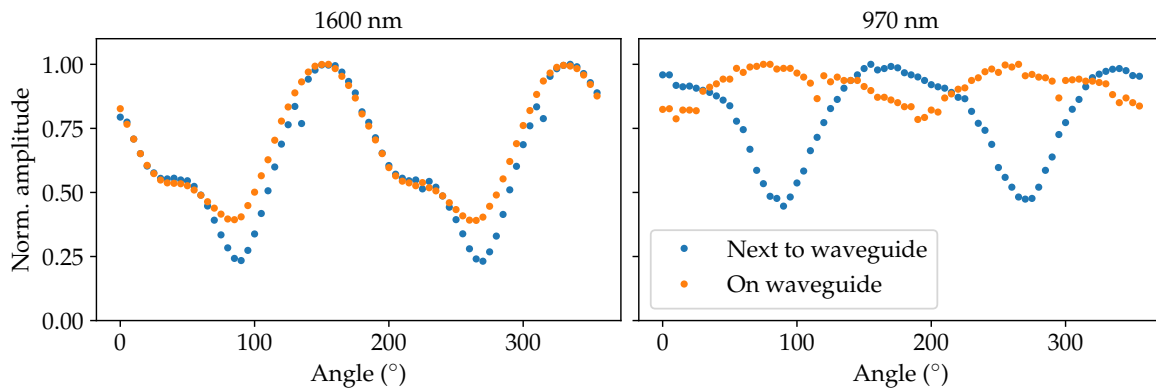 1600 nm
970 nm
Norm. amplitude
1.00
0.75
0.50
0.25
0.00
0
100
200
300
Angle (°)
0
100
200
300
Angle (°)
Next to waveguide
On waveguide